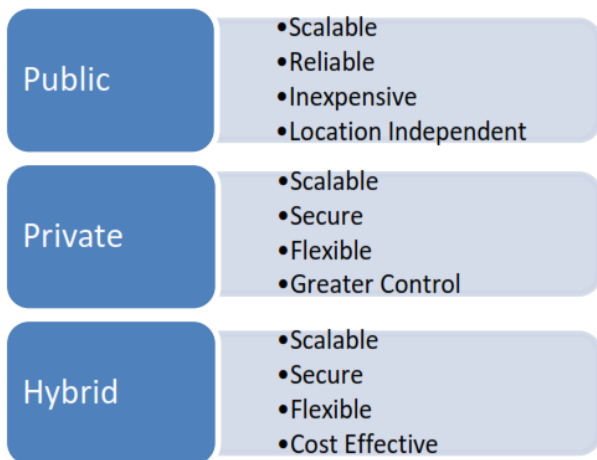 Public
•Scalable
•Reliable
•Inexpensive
•Location Independent
Private
•Scalable
•Secure
•Flexible
•Greater Control
Hybrid
•Scalable
•Secure
•Flexible
•Cost Effective